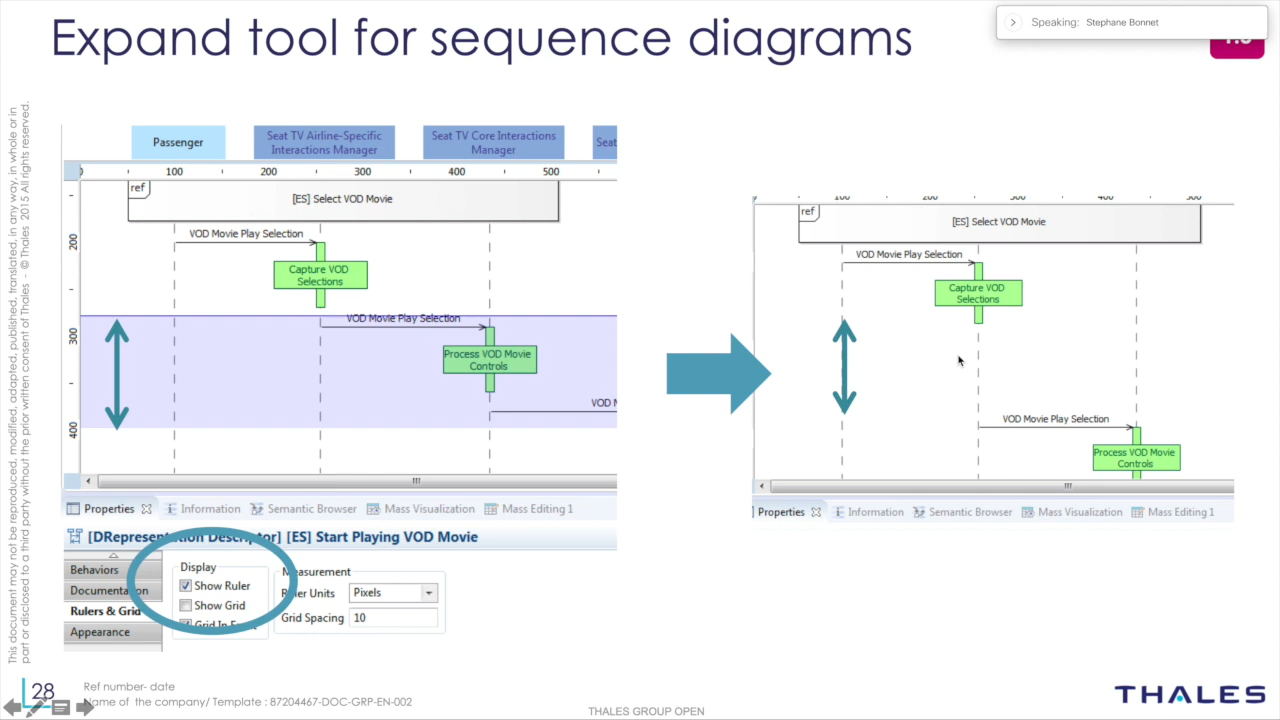 Expand tool for sequence diagrams
Speaking: Stephane Bonnet
This document may not be reproduced, modified, adapted, published, translated, in any way, in whole or in
part or disclosed to a third party without the prior written consent of Thales - © Thales 2015 All rights reserved.
Passenger
Seat TV Airline-Specific
Interactions Manager
Seat TV Core Interactions
Manager
Seat
100 200 300 400 500
ref
[ES] Select VOD Movie
200
VOD Movie Play Selection
Capture VOD
Selections
300
VOD Movie Play Selection
Process VOD Movie
Controls
VOD
400
Properties Information Semantic Browser Mass Visualization Mass Editing 1
[DRepresentation Descriptor] [ES] Start Playing VOD Movie
Behaviors
Documentation
Rulers & Grid
Appearance
Display
Show Ruler
Show Grid
Measurement
Ruler Units Pixels
Grid Spacing 10
100 200 300 400 500
ref
[ES] Select VOD Movie
VOD Movie Play Selection
Capture VOD
Selections
VOD Movie Play Selection
Process VOD Movie
Controls
Properties Information Semantic Browser Mass Visualization Mass Editing 1
28
Ref number- date
Name of the company/ Template : 87204467-DOC-GRP-EN-002
THALES GROUP OPEN
THALES